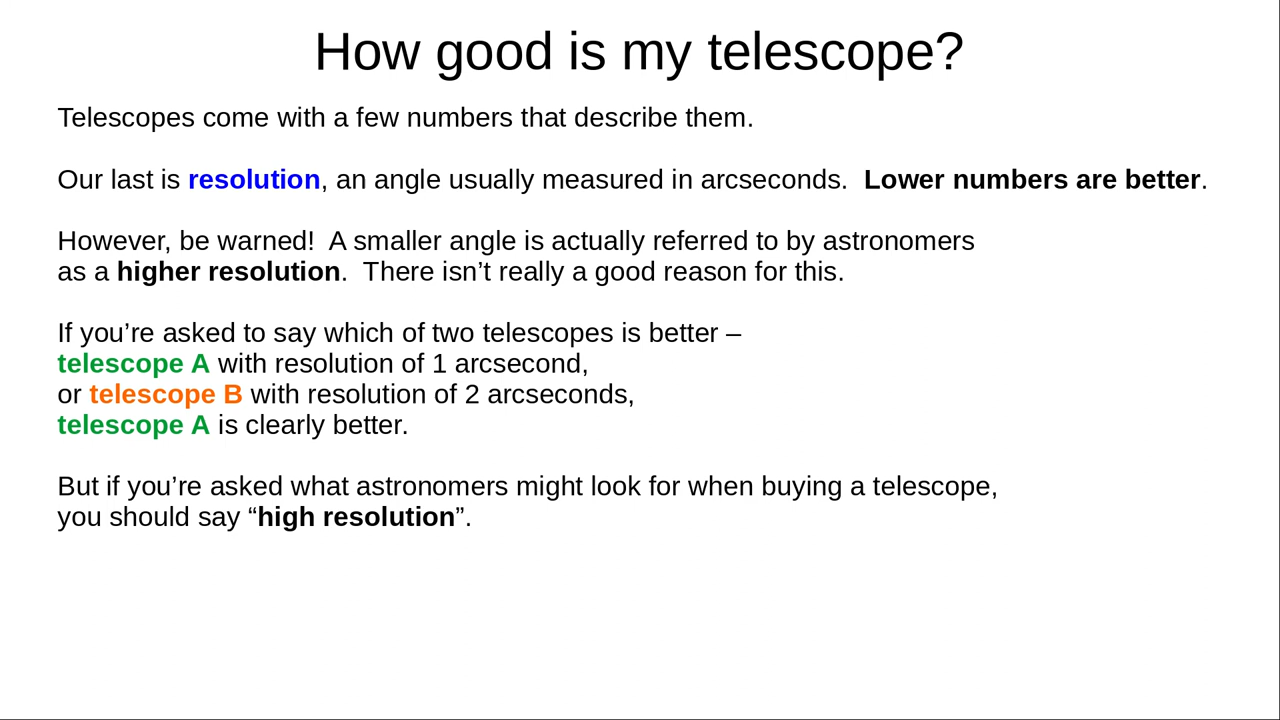 How good is my telescope?
Telescopes come with a few numbers that describe them.
Our last is resolution, an angle usually measured in arcseconds.  Lower numbers are better.
However, be warned!  A smaller angle is actually referred to by astronomers
as a higher resolution.  There isn’t really a good reason for this.
If you’re asked to say which of two telescopes is better –
telescope A with resolution of 1 arcsecond,
or telescope B with resolution of 2 arcseconds,
telescope A is clearly better.
But if you’re asked what astronomers might look for when buying a telescope,
you should say “high resolution”.